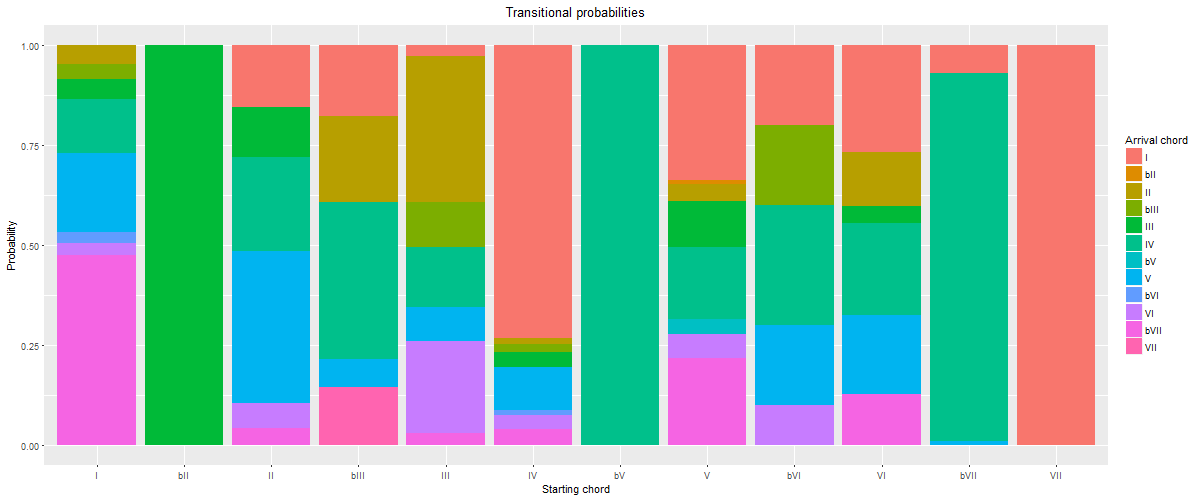 Transitional probabilities
Probability
1.00
0.75
0.50
0.25
0.00
I bII II bIII III IV bV V bVI VI bVII VII
Starting chord
Arrival chord
I
bII
II
bIII
III
IV
bV
V
bVI
VI
bVII
VII